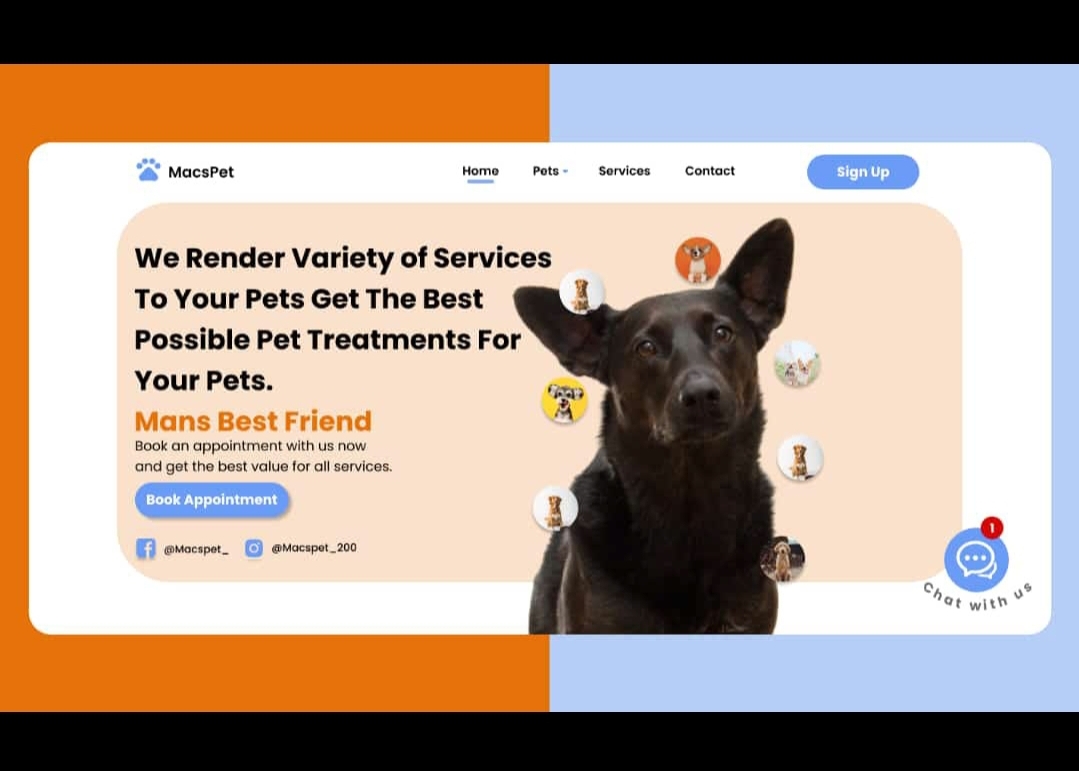 MacsPet
Home
Pets
Services
Contact
Sign Up
We Render Variety of Services
To Your Pets Get The Best
Possible Pet Treatments For
Your Pets.
Mans Best Friend
Book an appointment with us now
and get the best value for all services.
Book Appointment
@Macspet_
@Macspet_200
1
Chat with us